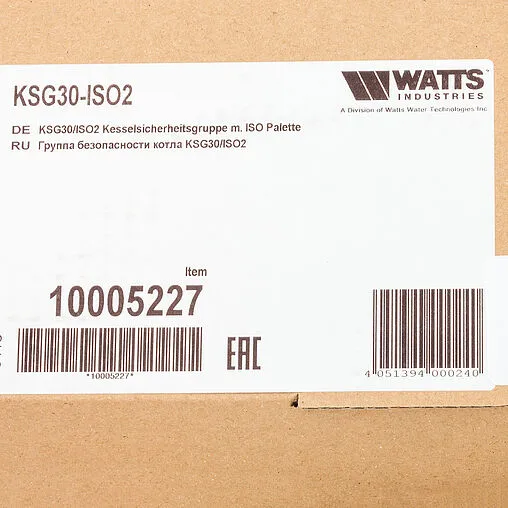 KSG30-ISO2
WATTS
INDUSTRIES
A Division of Watts Water Technologies Inc
DE KSG30/ISO2 Kesselsicherheitsgruppe m. ISO Palette
RU Группа безопасности котла KSG30/ISO2
Item
10005227
*10005227*
EAC
4 051394 000240